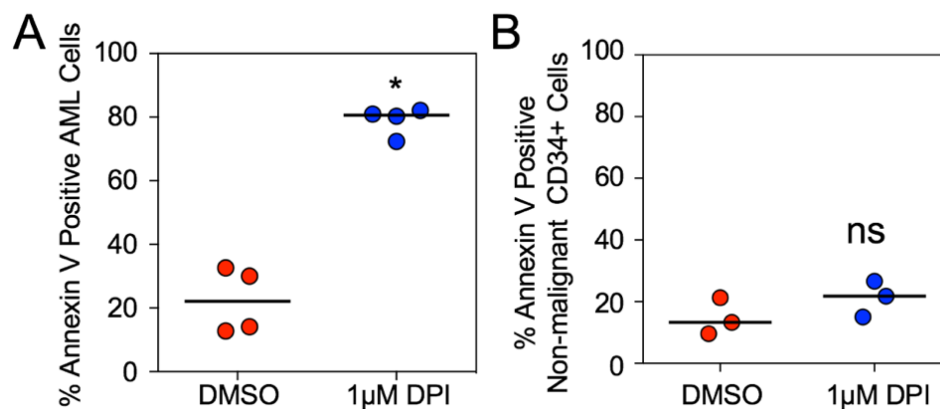 A
% Annexin V Positive AML Cells
100
80
60
40
20
0
*
DMSO
1µM DPI
B
% Annexin V Positive
Non-malignant CD34+ Cells
100
80
60
40
20
0
ns
DMSO
1µM DPI